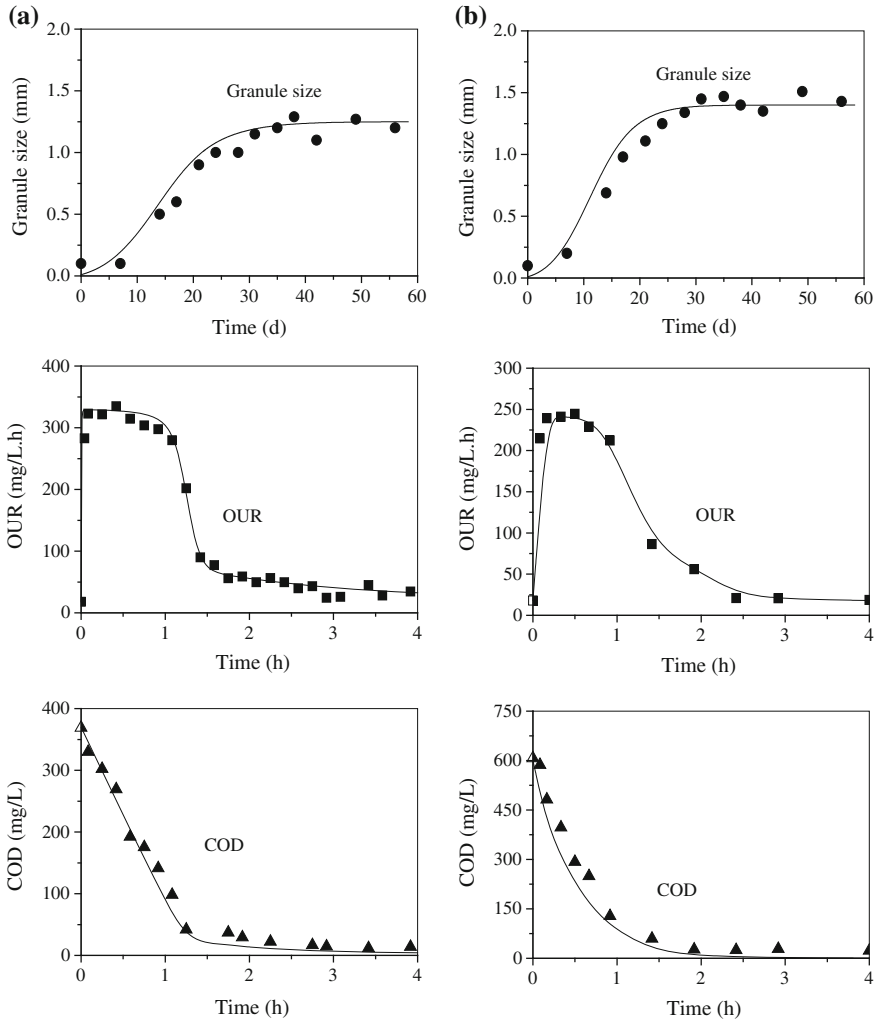 (a)
2.0
1.5
1.0
0.5
0.0
Granule size (mm)
Granule size
0 10 20 30 40 50 60
Time (d)
(b)
2.0
1.5
1.0
0.5
0.0
Granule size (mm)
Granule size
0 10 20 30 40 50 60
Time (d)
400
300
200
100
0
OUR (mg/L.h)
OUR
0 1 2 3 4
Time (h)
300
250
200
150
100
50
0
OUR (mg/L.h)
OUR
0 1 2 3 4
Time (h)
400
300
200
100
0
COD (mg/L)
COD
0 1 2 3 4
Time (h)
750
600
450
300
150
0
COD (mg/L)
COD
0 1 2 3 4
Time (h)